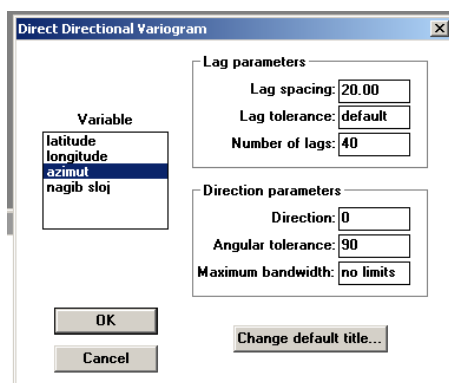 Direct Directional Variogram
Variable
latitude
longitude
azimut
nagib sloj
Lag parameters
Lag spacing: 20.00
Lag tolerance: default
Number of lags: 40
Direction parameters
Direction: 0
Angular tolerance: 90
Maximum bandwidth: no limits
OK
Cancel
Change default title...